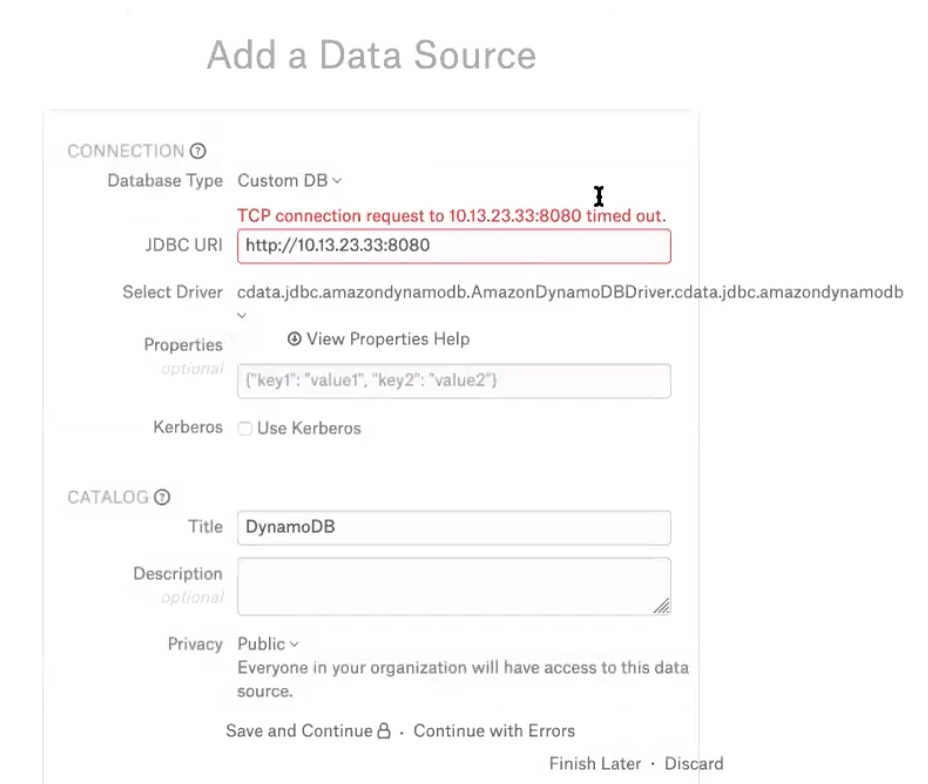 Add a Data Source
CONNECTION ?
Database Type Custom DB
TCP connection request to 10.13.23.33:8080 timed out.
JDBC URI http://10.13.23.33:8080
Select Driver cdata.jdbc.amazondynamodb.AmazonDynamoDBDriver.cdata.jdbc.amazondynamodb
View Properties Help
Properties
optional
{"key1": "value1", "key2": "value2"}
Kerberos Use Kerberos
CATALOG ?
Title DynamoDB
Description
optional
Privacy Public
Everyone in your organization will have access to this data
source.
Save and Continue · Continue with Errors
Finish Later · Discard